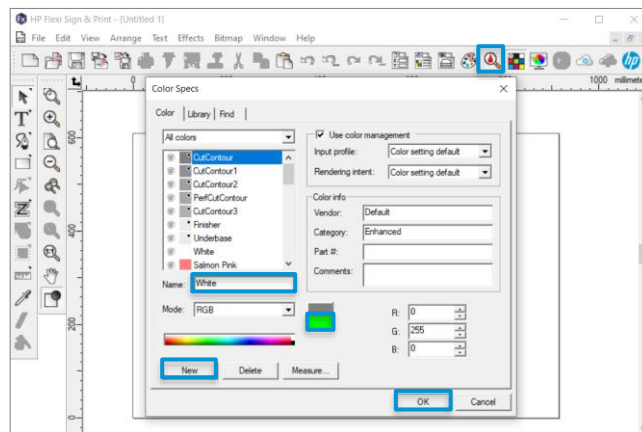 HP Flexi Sign & Print - [Untitled 1]
File Edit View Arrange Text Effects Bitmap Window Help
hp
0
1000 millimete
600
400
200
0
Color Specs
Color Library Find
All colors
CutContour
CutContour1
CutContour2
PerfCutContour
CutContour3
Finisher
Underbase
White
Salmon Pink
Name: White
Mode: RGB
New Delete Measure...
Use color management
Input profile: Color setting default
Rendering intent: Color setting default
Color info
Vendor: Default
Category: Enhanced
Part #:
Comments:
R: 0
G: 255
B: 0
OK Cancel